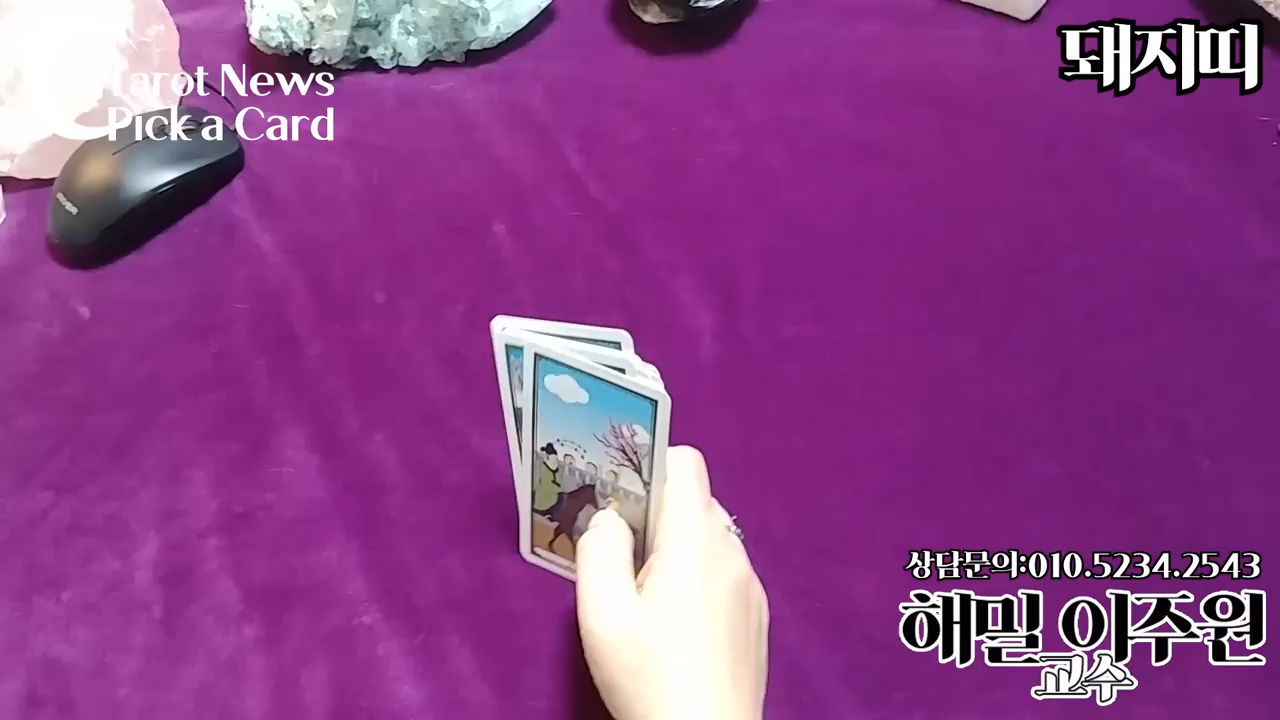 Tarot News
Pick a Card
돼지띠
상담문의:010.5234.2543
해밀 이주원
교수